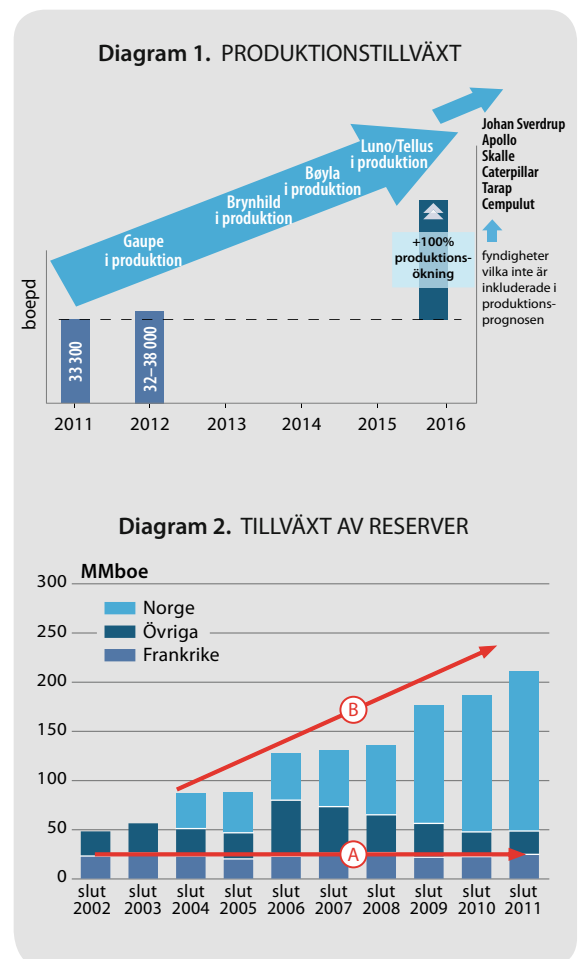 Diagram 1. PRODUKTIONSTILLVÄXT
Johan Sverdrup
Apollo
Skalle
Caterpillar
Tarap
Cempulut
fyndigheter
vilka inte är
inkluderade i
produktions-
prognosen
Luno/Tellus
i produktion
Bøyla
i produktion
Brynhild
i produktion
Gaupe
i produktion
+100%
produktions-
ökning
boepd
33 300
32–38 000
2011 2012 2013 2014 2015 2016
Diagram 2. TILLVÄXT AV RESERVER
MMboe
300
250
200
150
100
50
0
Norge
Övriga
Frankrike
B
A
slut slut slut slut slut slut slut slut slut slut
2002 2003 2004 2005 2006 2007 2008 2009 2010 2011